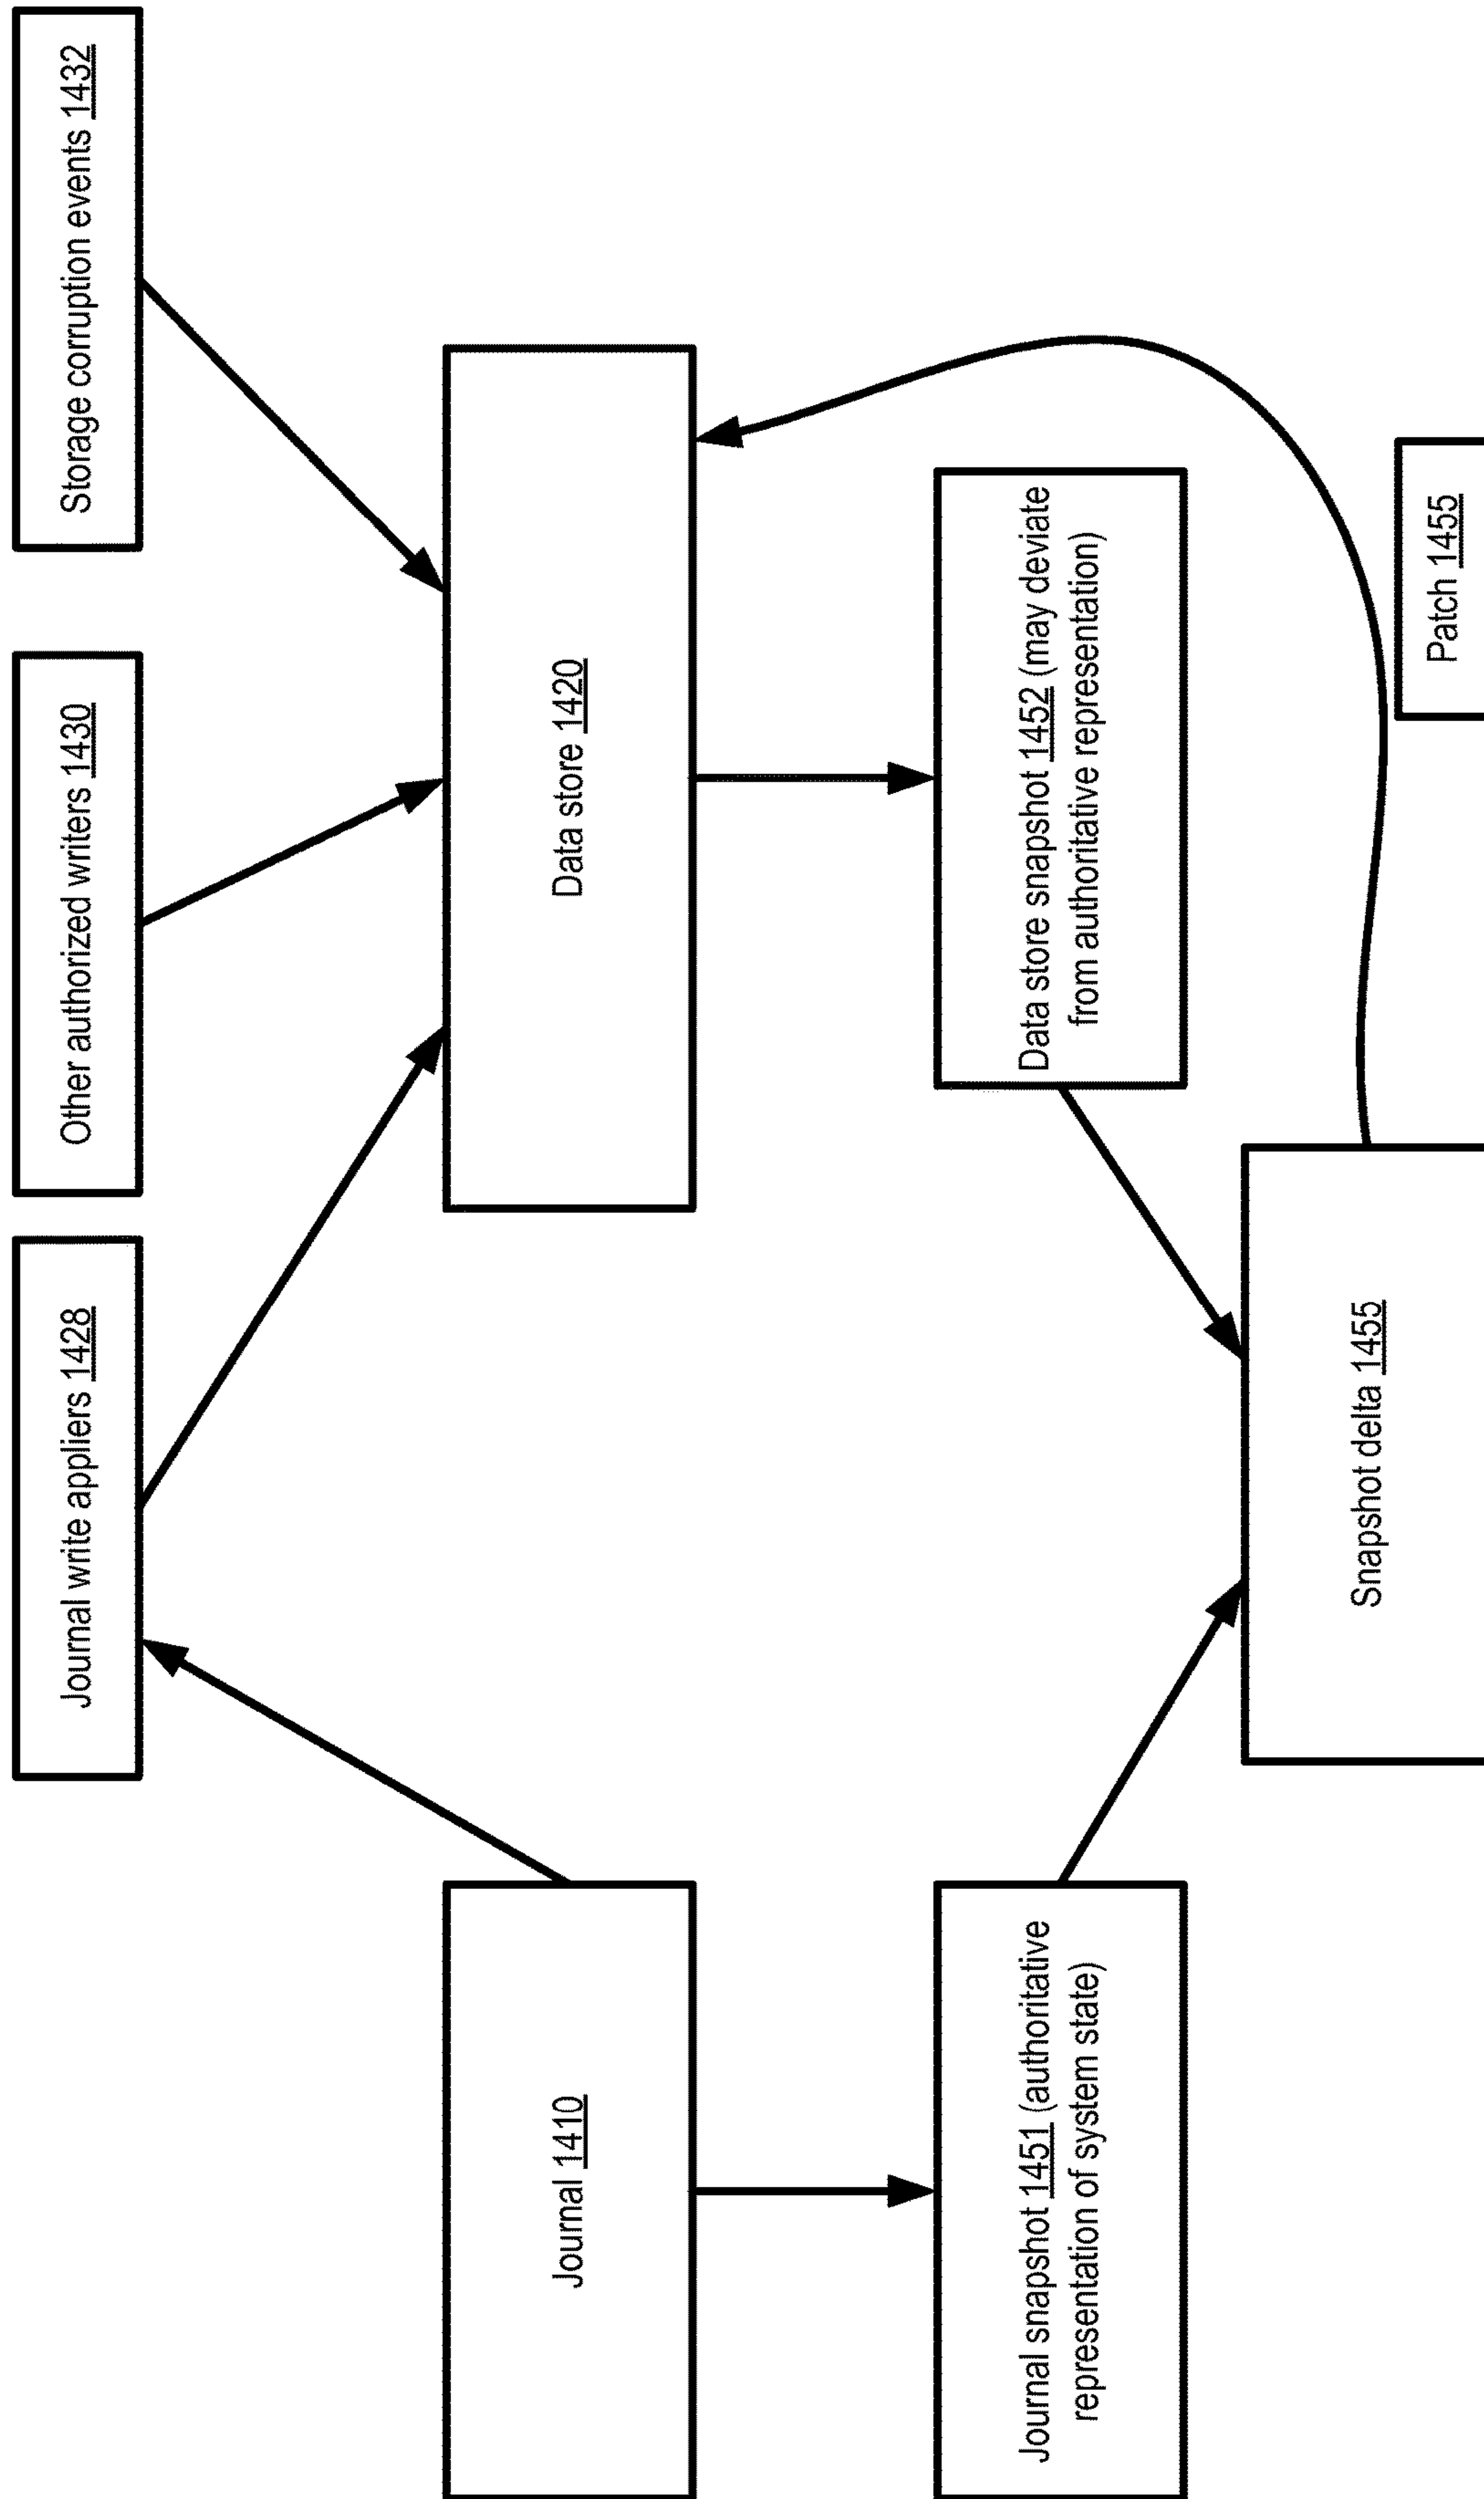 Journal write appliers 1428
Other authorized writers 1430
Storage corruption events 1432
Journal 1410
Data store 1420
Journal snapshot 1451 (authoritative
representation of system state)
Data store snapshot 1452 (may deviate
from authoritative representation)
Snapshot delta 1455
Patch 1455